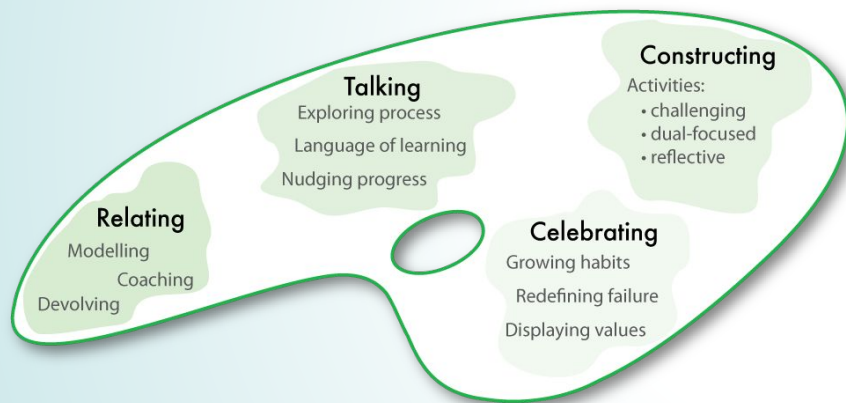 Relating
Modelling
Coaching
Devolving
Talking
Exploring process
Language of learning
Nudging progress
Constructing
Activities:
• challenging
• dual-focused
• reflective
Celebrating
Growing habits
Redefining failure
Displaying values